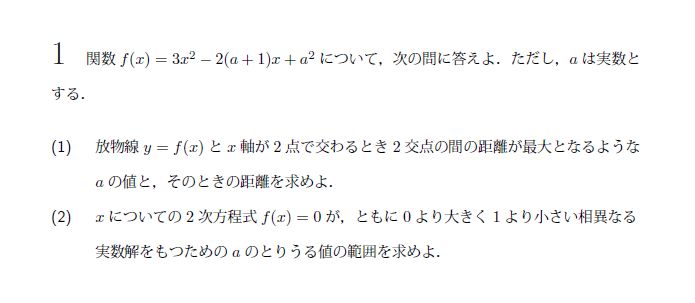 1 関数 f(x) = 3x² − 2(a + 1)x + a² について，次の問に答えよ．ただし，a は実数と
する．
(1) 放物線 y = f(x) と x 軸が 2 点で交わるとき 2 交点の間の距離が最大となるような
a の値と，そのときの距離を求めよ．
(2) x についての 2 次方程式 f(x) = 0 が，ともに 0 より大きく 1 より小さい相異なる
実数解をもつための a のとりうる値の範囲を求めよ．